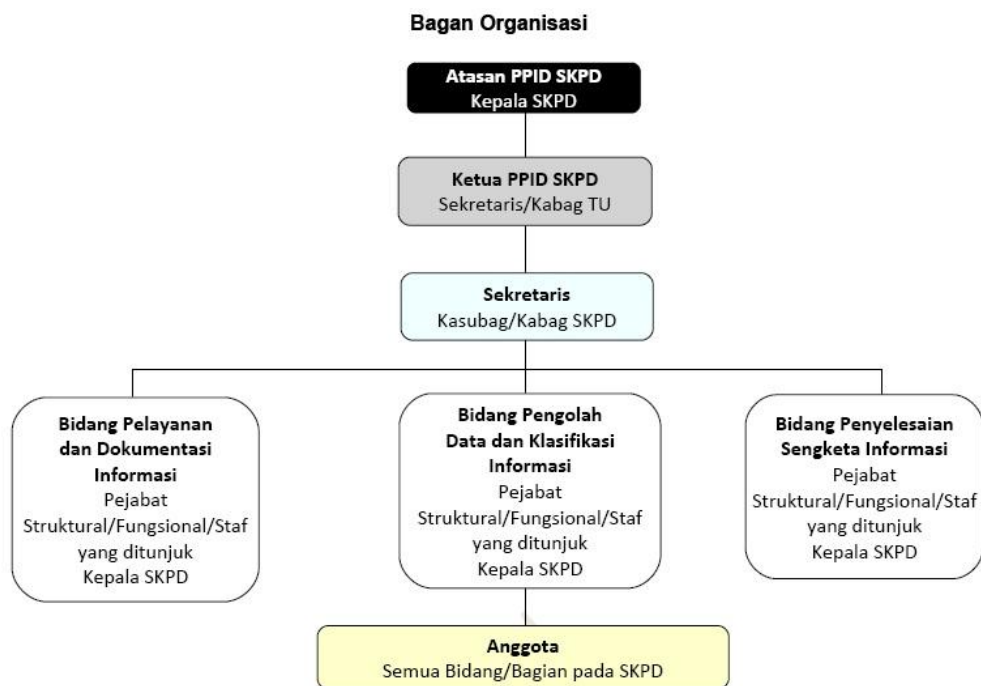 Bagan Organisasi
Atasan PPID SKPD
Kepala SKPD
Ketua PPID SKPD
Sekretaris/Kabag TU
Sekretaris
Kasubag/Kabag SKPD
Bidang Pelayanan
dan Dokumentasi
Informasi
Pejabat
Struktural/Fungsional/Staf
yang ditunjuk
Kepala SKPD
Bidang Pengolah
Data dan Klasifikasi
Informasi
Pejabat
Struktural/Fungsional/Staf
yang ditunjuk
Kepala SKPD
Bidang Penyelesaian
Sengketa Informasi
Pejabat
Struktural/Fungsional/Staf
yang ditunjuk
Kepala SKPD
Anggota
Semua Bidang/Bagian pada SKPD